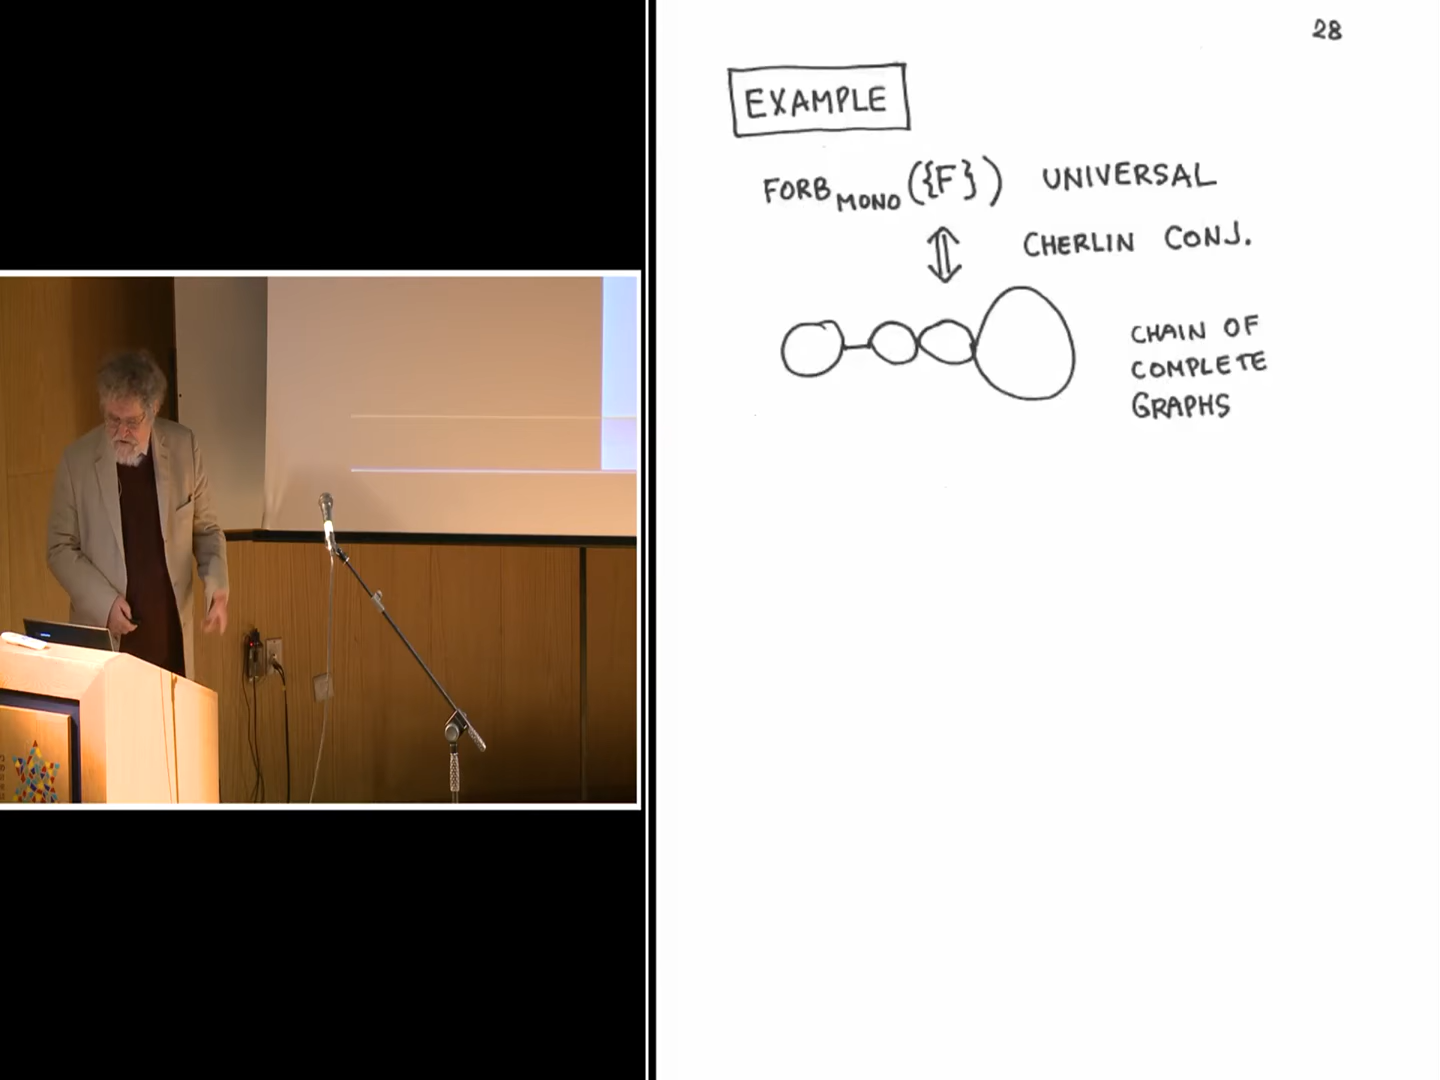 28
EXAMPLE
FORB MONO ({F}) UNIVERSAL
⇕ CHERLIN CONJ.
CHAIN OF
COMPLETE
GRAPHS